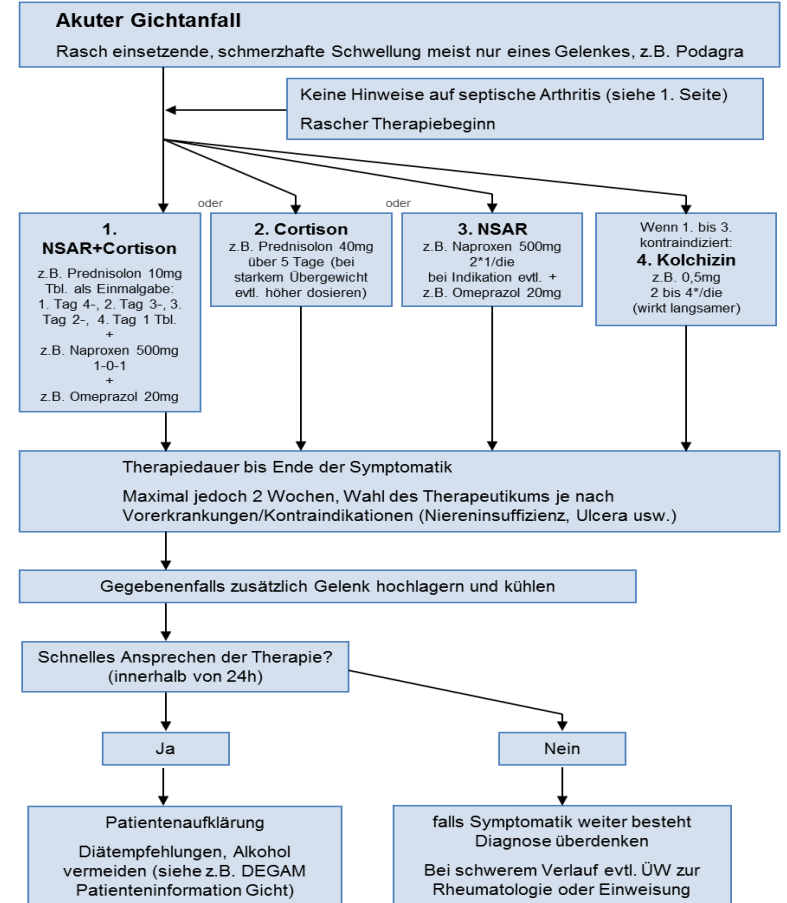 Akuter Gichtanfall
Rasch einsetzende, schmerzhafte Schwellung meist nur eines Gelenkes, z.B. Podagra
Keine Hinweise auf septische Arthritis (siehe 1. Seite)
Rascher Therapiebeginn
oder
oder
1.
NSAR+Cortison
z.B. Prednisolon 10mg
Tbl. als Einmalgabe:
1. Tag 4-, 2. Tag 3-, 3.
Tag 2-, 4. Tag 1 Tbl.
+
z.B. Naproxen 500mg
1-0-1
+
z.B. Omeprazol 20mg
2. Cortison
z.B. Prednisolon 40mg
über 5 Tage (bei
starkem Übergewicht
evtl. höher dosieren)
3. NSAR
z.B. Naproxen 500mg
2*1/die
bei Indikation evtl. +
z.B. Omeprazol 20mg
Wenn 1. bis 3.
kontraindiziert:
4. Kolchizin
z.B. 0,5mg
2 bis 4*/die
(wirkt langsamer)
Therapiedauer bis Ende der Symptomatik
Maximal jedoch 2 Wochen, Wahl des Therapeutikums je nach
Vorerkrankungen/Kontraindikationen (Niereninsuffizienz, Ulcera usw.)
Gegebenenfalls zusätzlich Gelenk hochlagern und kühlen
Schnelles Ansprechen der Therapie?
(innerhalb von 24h)
Ja
Nein
Patientenaufklärung
Diätempfehlungen, Alkohol
vermeiden (siehe z.B. DEGAM
Patienteninformation Gicht)
falls Symptomatik weiter besteht
Diagnose überdenken
Bei schwerem Verlauf evtl. ÜW zur
Rheumatologie oder Einweisung